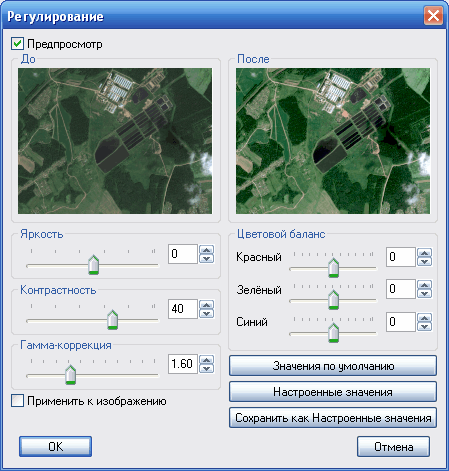 Регулирование
Предпросмотр
До
После
Яркость
0
Контрастность
40
Гамма-коррекция
1.60
Применить к изображению
Цветовой баланс
Красный
0
Зелёный
0
Синий
0
Значения по умолчанию
Настроенные значения
Сохранить как Настроенные значения
OK
Отмена